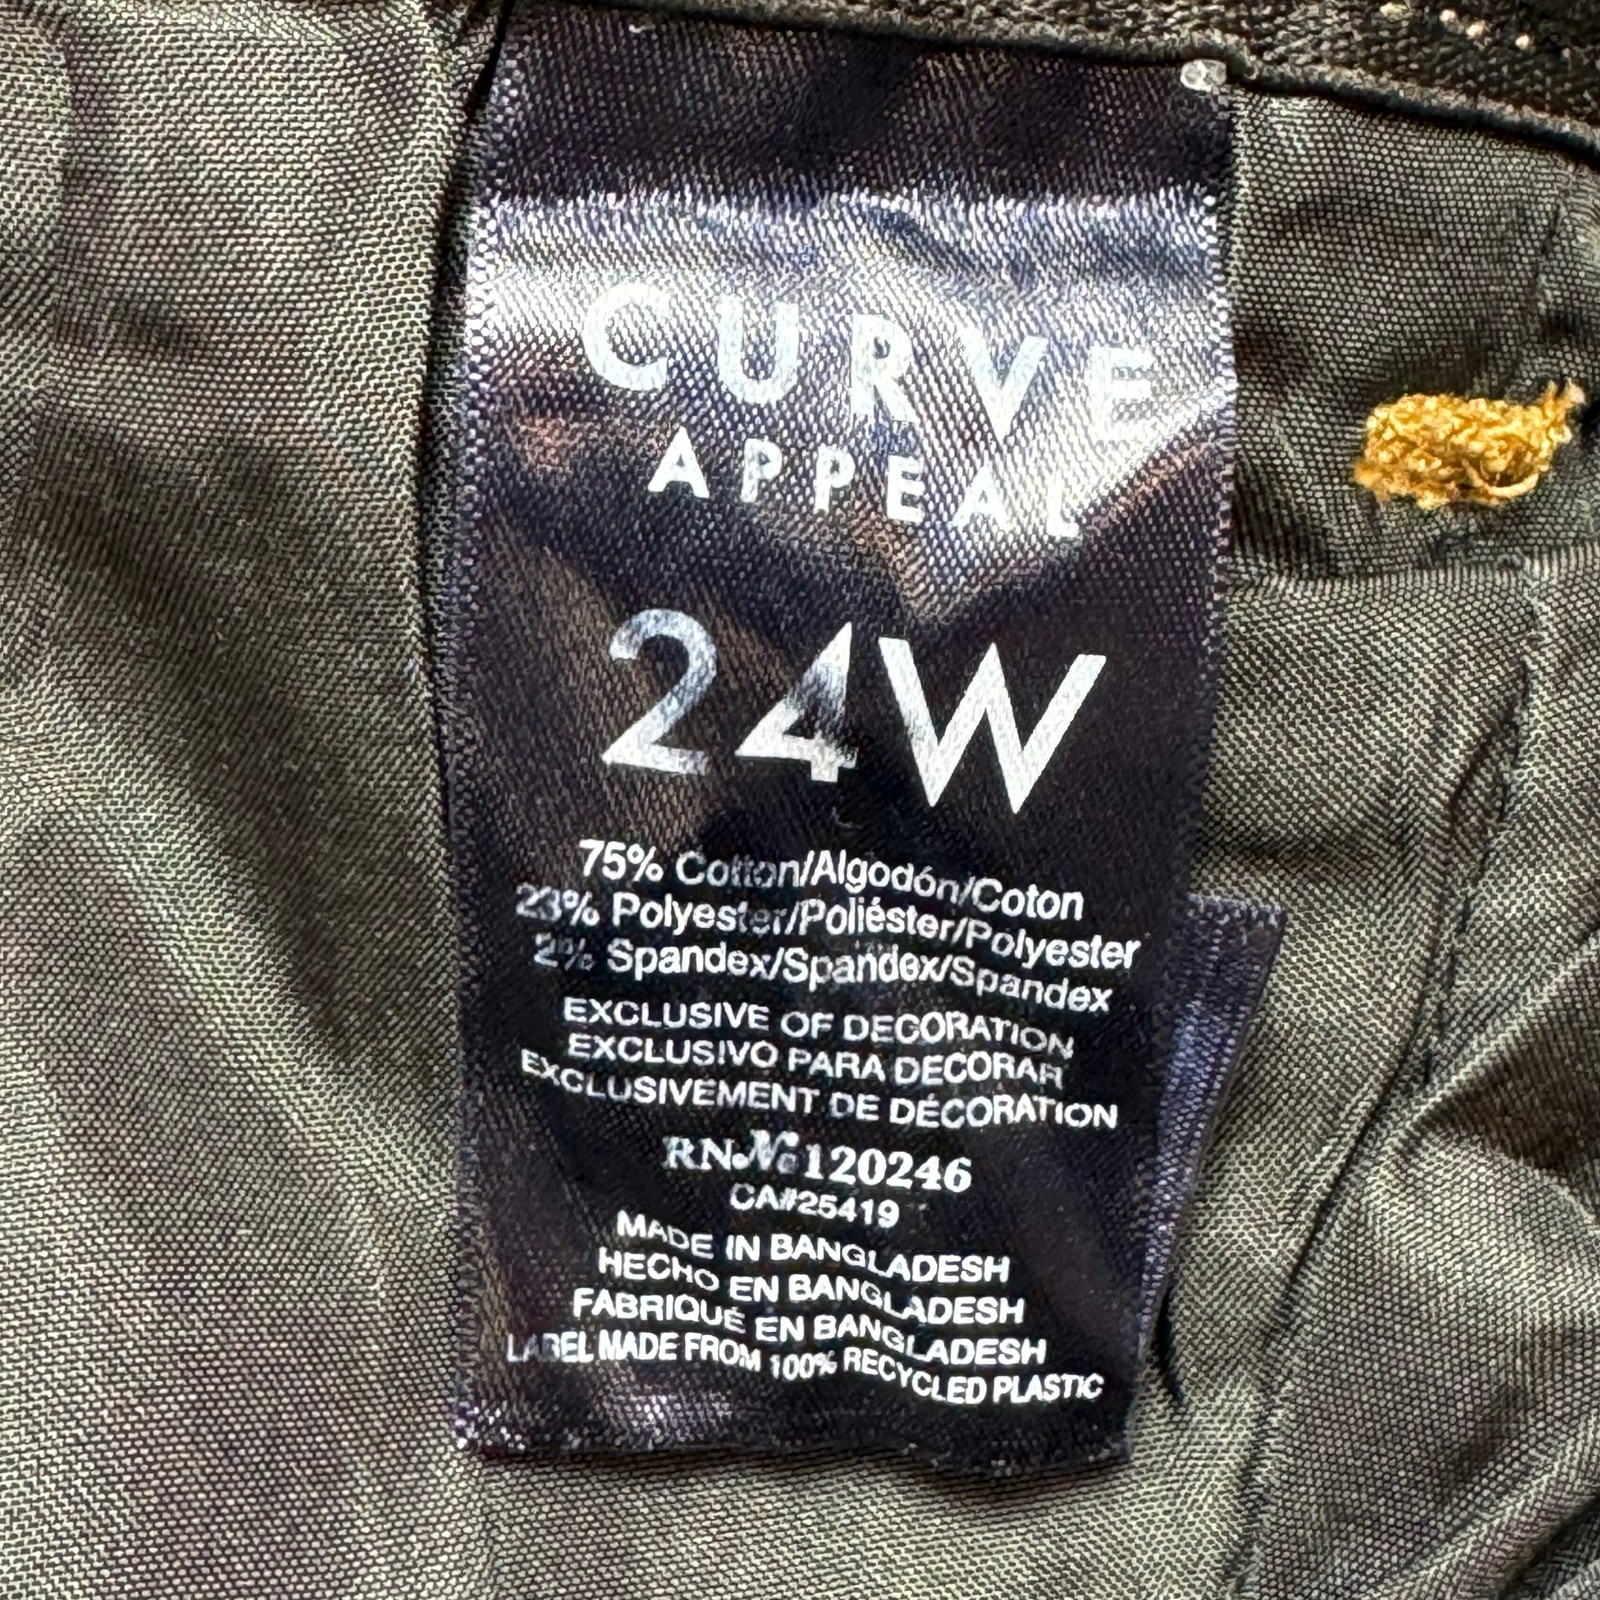 CURVE
APPEAL
24W
75% Cotton/Algodón/Coton
23% Polyester/Poliéster/Polyester
2% Spandex/Spandex/Spandex
EXCLUSIVE OF DECORATION
EXCLUSIVO PARA DECORAR
EXCLUSIVEMENT DE DÉCORATION
RN№120246
CA#25419
MADE IN BANGLADESH
HECHO EN BANGLADESH
FABRIQUÉ EN BANGLADESH
LABEL MADE FROM 100% RECYCLED PLASTIC